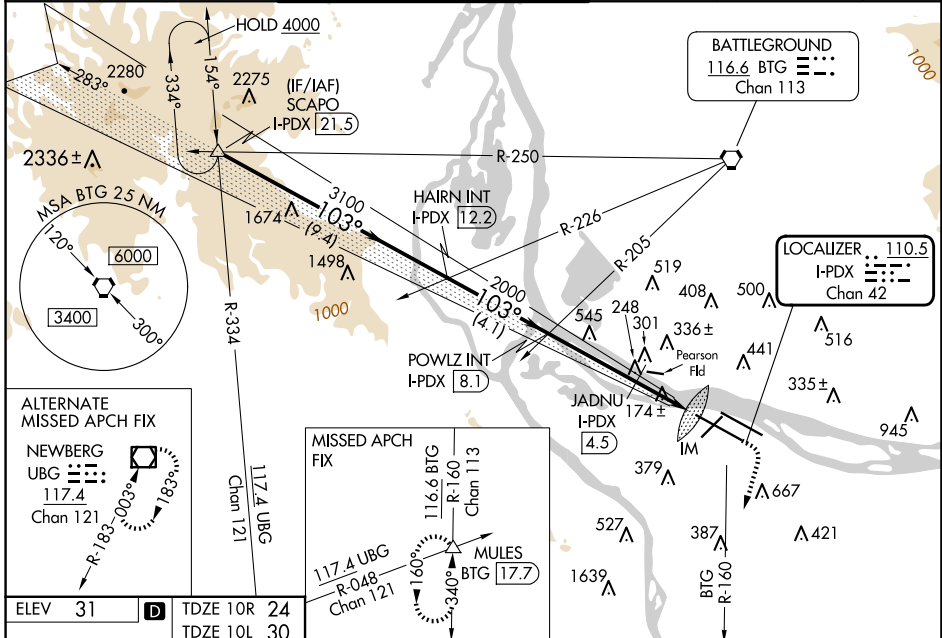 HOLD 4000
154°
334°
283°
2280
2275
2336±
(IF/IAF)
SCAPO
I-PDX 21.5
BATTLEGROUND
116.6 BTG
Chan 113
1000
R-250
3100
HAIRN INT
I-PDX 12.2
R-226
R-205
1674
103°
(9.4)
1498
1000
MSA BTG 25 NM
120°
6000
3400
300°
R-334
2000
103°
(4.1)
LOCALIZER 110.5
I-PDX
Chan 42
519
408
500
545
248
301
336±
516
Pearson
Fld
441
335±
945
POWLZ INT
I-PDX 8.1
JADNU
I-PDX
4.5
174±
IM
379
667
527
387
421
1639
BTG
R-160
ALTERNATE
MISSED APCH FIX
NEWBERG
UBG
117.4
Chan 121
R-183
003°
183°
117.4 UBG
Chan 121
MISSED APCH
FIX
116.6 BTG
R-160
Chan 113
117.4 UBG
R-048
Chan 121
160°
340°
MULES
BTG 17.7
ELEV 31
D
TDZE 10R 24
TDZE 10L 30